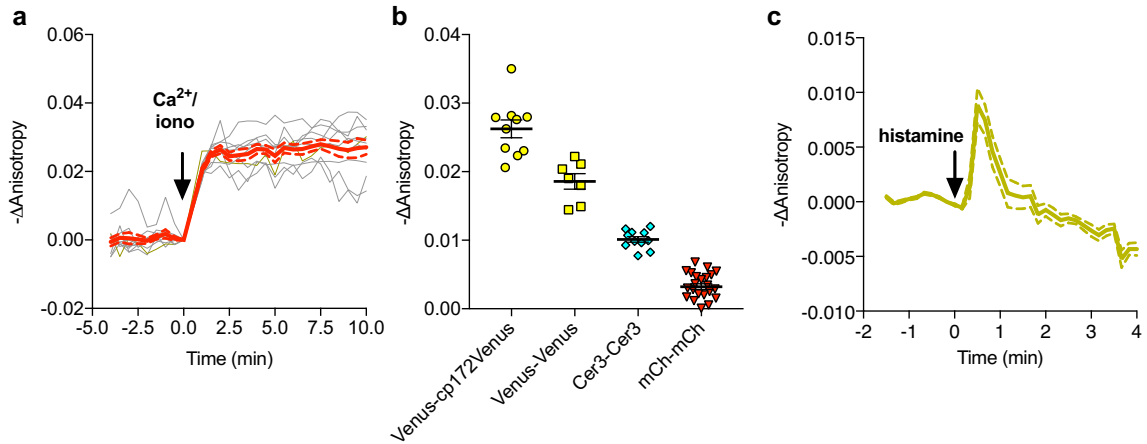 a
0.06
0.04
0.02
0.00
-0.02
-ΔAnisotropy
Ca2+/
iono
-5.0 -2.5 0.0 2.5 5.0 7.5 10.0
Time (min)
b
0.04
0.03
0.02
0.01
0.00
-ΔAnisotropy
Venus-cp172Venus
Venus-Venus
Cer3-Cer3
mCh-mCh
c
0.015
0.010
0.005
0.000
-0.005
-0.010
-ΔAnisotropy
histamine
-2 -1 0 1 2 3 4
Time (min)